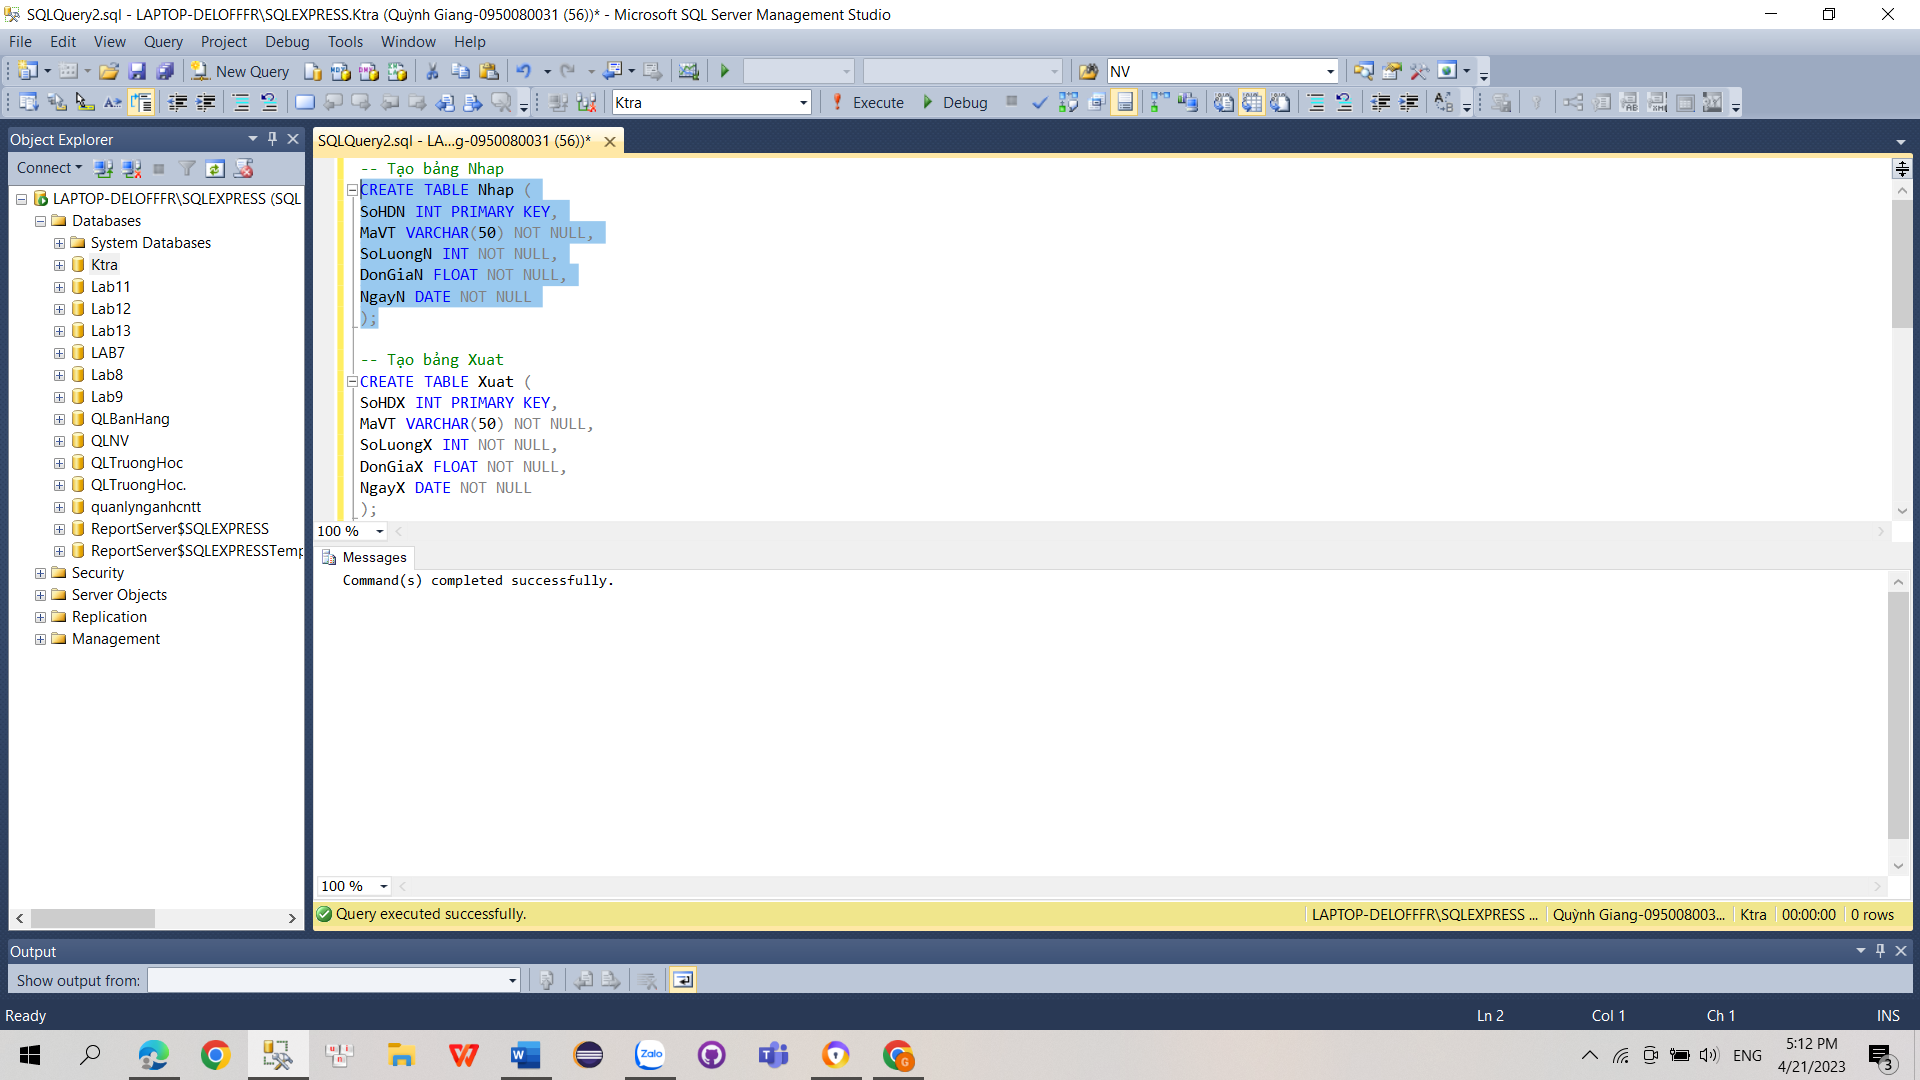 SQLQuery2.sql - LAPTOP-DELOFFFR\SQLEXPRESS.Ktra (Quỳnh Giang-0950080031 (56))* - Microsoft SQL Server Management Studio
File Edit View Query Project Debug Tools Window Help
New Query NV
Ktra Execute Debug
Object Explorer
Connect
LAPTOP-DELOFFFR\SQLEXPRESS (SQL
Databases
System Databases
Ktra
Lab11
Lab12
Lab13
LAB7
Lab8
Lab9
QLBanHang
QLNV
QLTruongHoc
QLTruongHoc.
quanlynganhcntt
ReportServer$SQLEXPRESS
ReportServer$SQLEXPRESSTemp
Security
Server Objects
Replication
Management
SQLQuery2.sql - LA...g-0950080031 (56))*
-- Tạo bảng Nhap
CREATE TABLE Nhap (
SoHDN INT PRIMARY KEY,
MaVT VARCHAR(50) NOT NULL,
SoLuongN INT NOT NULL,
DonGiaN FLOAT NOT NULL,
NgayN DATE NOT NULL
);
-- Tạo bảng Xuat
CREATE TABLE Xuat (
SoHDX INT PRIMARY KEY,
MaVT VARCHAR(50) NOT NULL,
SoLuongX INT NOT NULL,
DonGiaX FLOAT NOT NULL,
NgayX DATE NOT NULL
);
100 %
Messages
Command(s) completed successfully.
100 %
Query executed successfully. LAPTOP-DELOFFFR\SQLEXPRESS ... Quỳnh Giang-095008003... Ktra 00:00:00 0 rows
Output
Show output from:
Ready Ln 2 Col 1 Ch 1 INS
Zalo
ENG
5:12 PM
4/21/2023
3